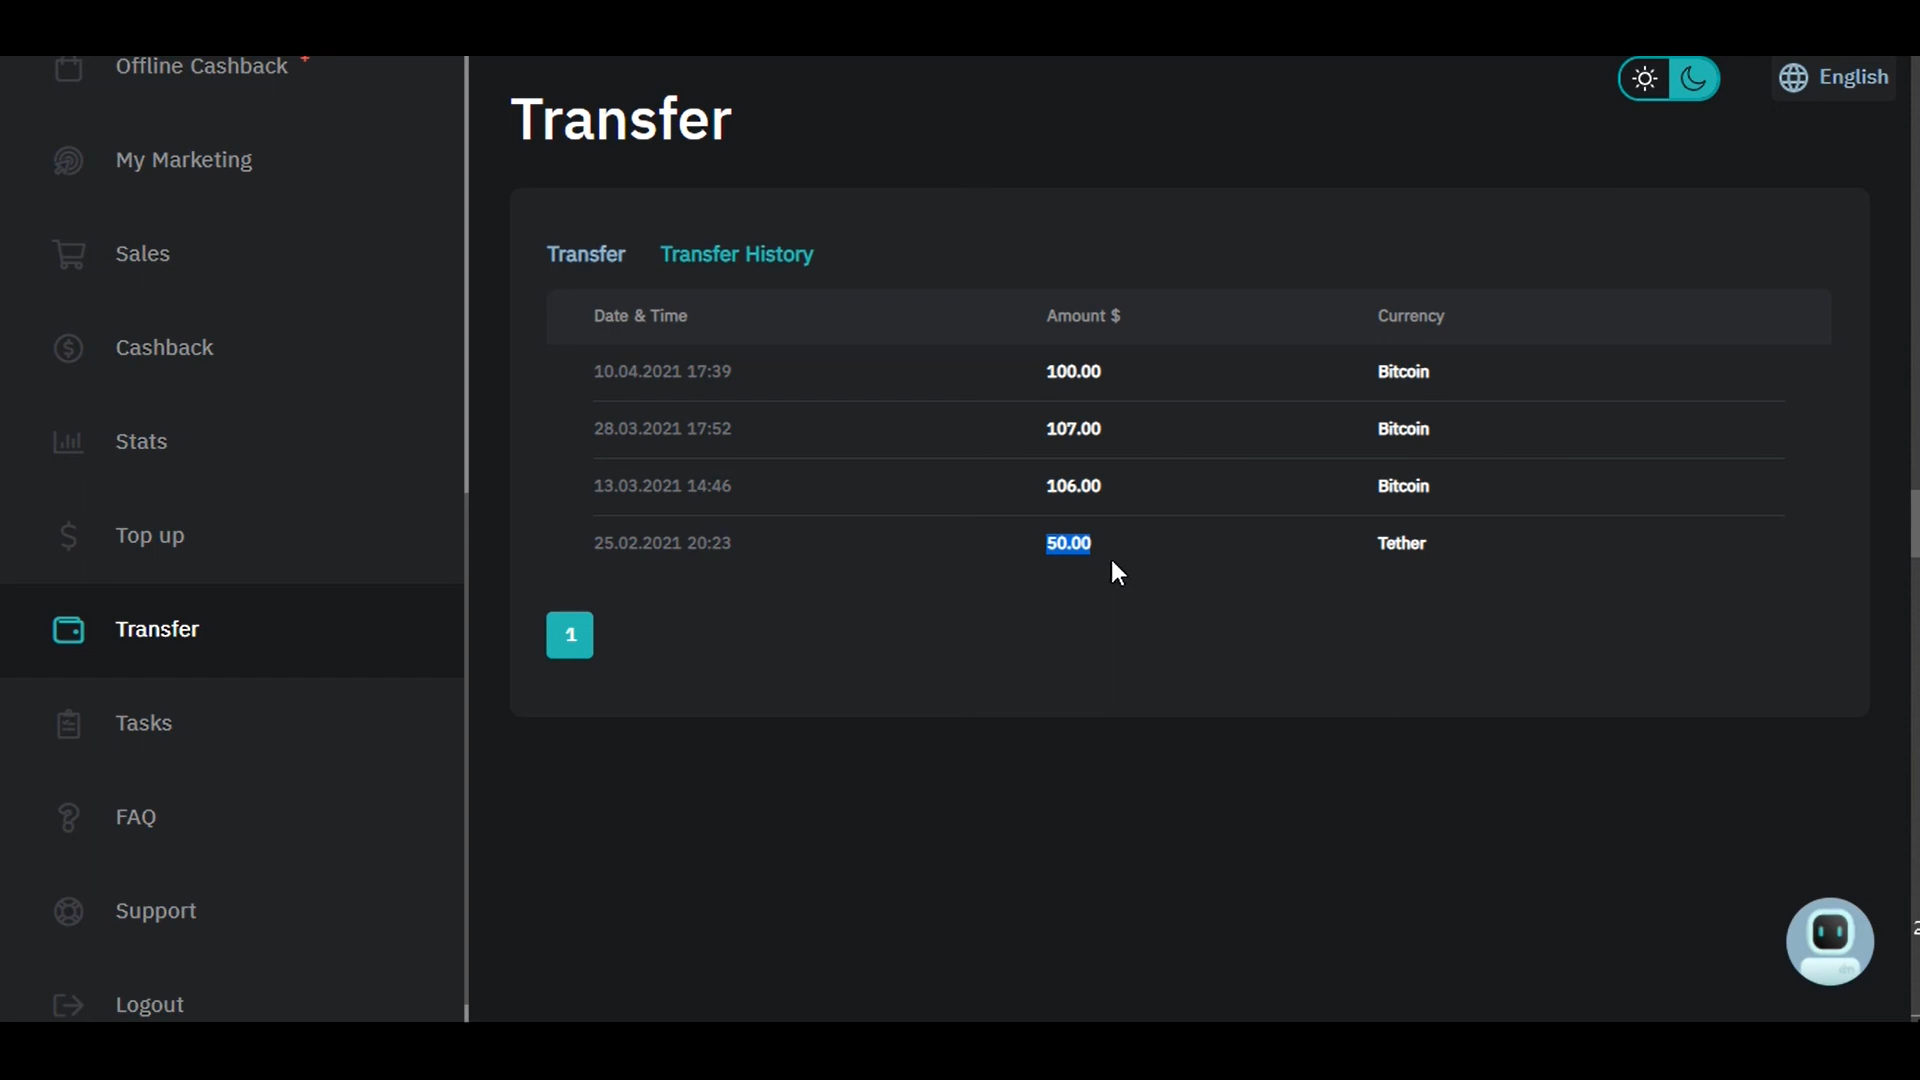 Offline Cashback +
My Marketing
Sales
Cashback
Stats
Top up
Transfer
Tasks
FAQ
Support
Logout
English
Transfer
Transfer Transfer History
Date & Time Amount $ Currency
10.04.2021 17:39 100.00 Bitcoin
28.03.2021 17:52 107.00 Bitcoin
13.03.2021 14:46 106.00 Bitcoin
25.02.2021 20:23 50.00 Tether
1